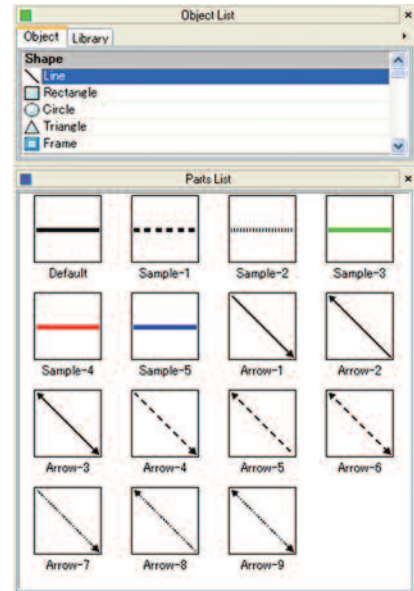 Object List
Object Library
Shape
Line
Rectangle
Circle
Triangle
Frame
Parts List
Default Sample-1 Sample-2 Sample-3
Sample-4 Sample-5 Arrow-1 Arrow-2
Arrow-3 Arrow-4 Arrow-5 Arrow-6
Arrow-7 Arrow-8 Arrow-9